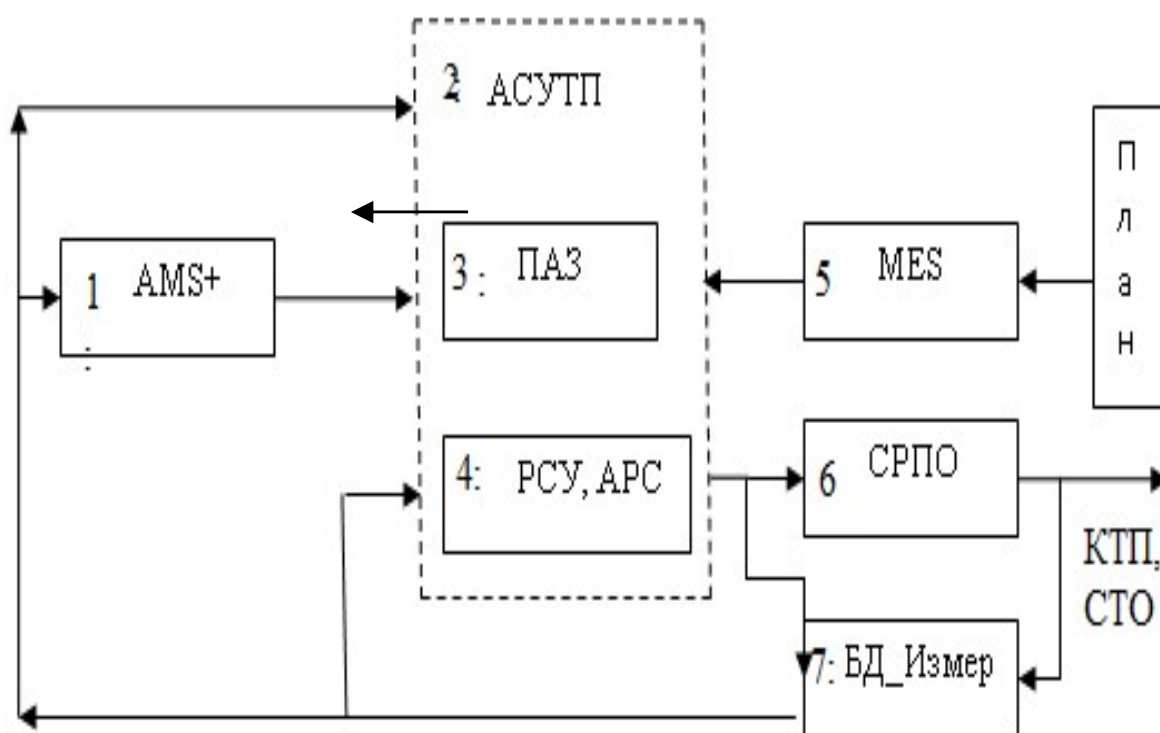 2: АСУТП
П
л
а
н
1 AMS+
:
3 : ПАЗ
5 MES
4: РСУ, АРС
6 СРПО
КТП,
СТО
7: БД_Измер